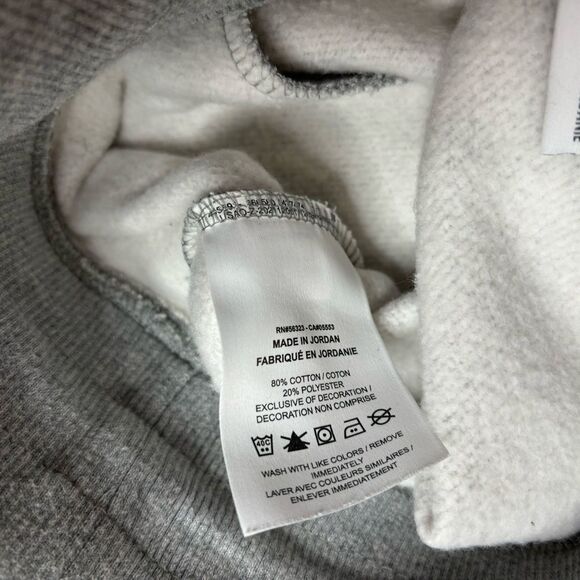 RN#56323 - CA#05553
MADE IN JORDAN
FABRIQUÉ EN JORDANIE
80% COTTON / COTON
20% POLYESTER
EXCLUSIVE OF DECORATION /
DECORATION NON COMPRISE
40C
WASH WITH LIKE COLORS / REMOVE
IMMEDIATELY
LAVER AVEC COULEURS SIMILAIRES /
ENLEVER IMMEDIATEMENT